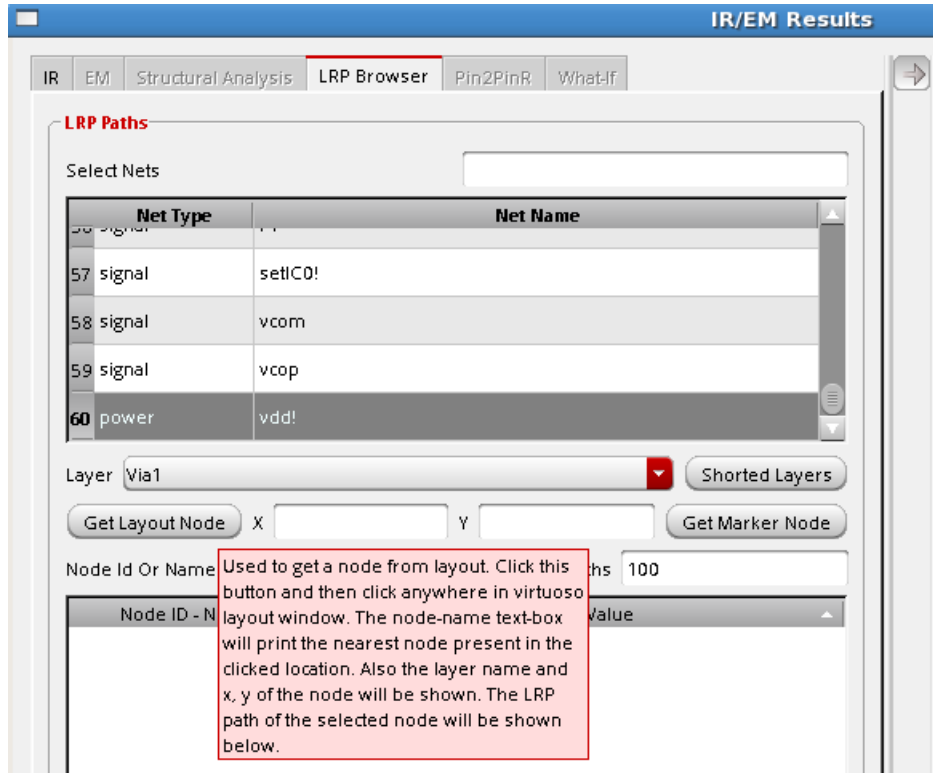 IR/EM Results
IR EM Structural Analysis LRP Browser Pin2PinR What-If
LRP Paths
Select Nets
Net Type Net Name
57 signal setIC0!
58 signal vcom
59 signal vcop
60 power vdd!
Layer Via1 Shorted Layers
Get Layout Node X Y Get Marker Node
Node Id Or Name 100
Node ID - N Value
Used to get a node from layout. Click this
button and then click anywhere in virtuoso
layout window. The node-name text-box
will print the nearest node present in the
clicked location. Also the layer name and
x, y of the node will be shown. The LRP
path of the selected node will be shown
below.